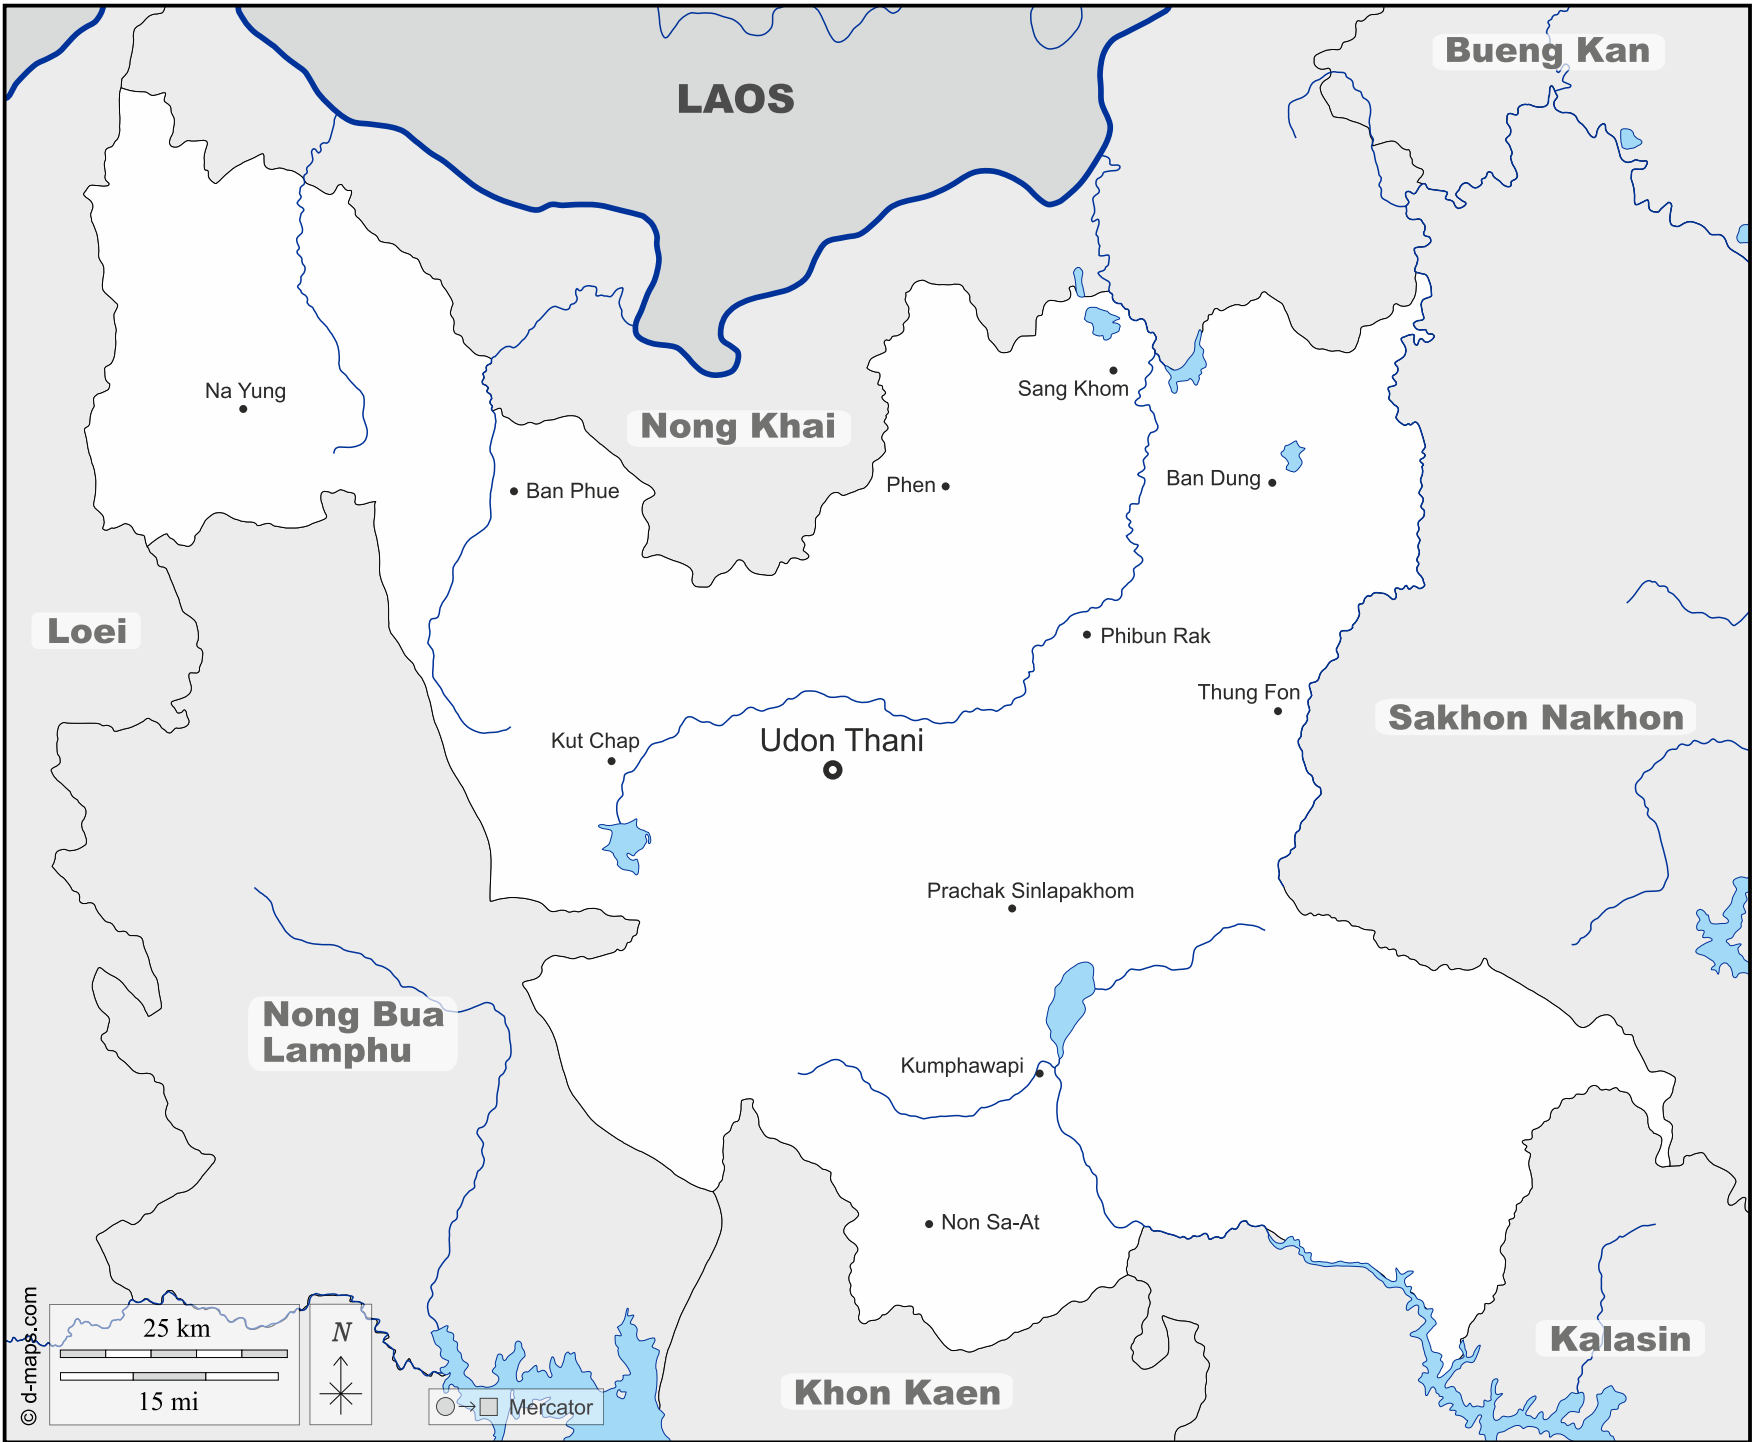 Bueng Kan
LAOS
Na Yung
Sang Khom
Nong Khai
Ban Phue
Phen
Ban Dung
Loei
Phibun Rak
Thung Fon
Sakhon Nakhon
Kut Chap
Udon Thani
Prachak Sinlapakhom
Nong Bua
Lamphu
Kumphawapi
Non Sa-At
© d-maps.com
25 km
15 mi
N
Mercator
Khon Kaen
Kalasin